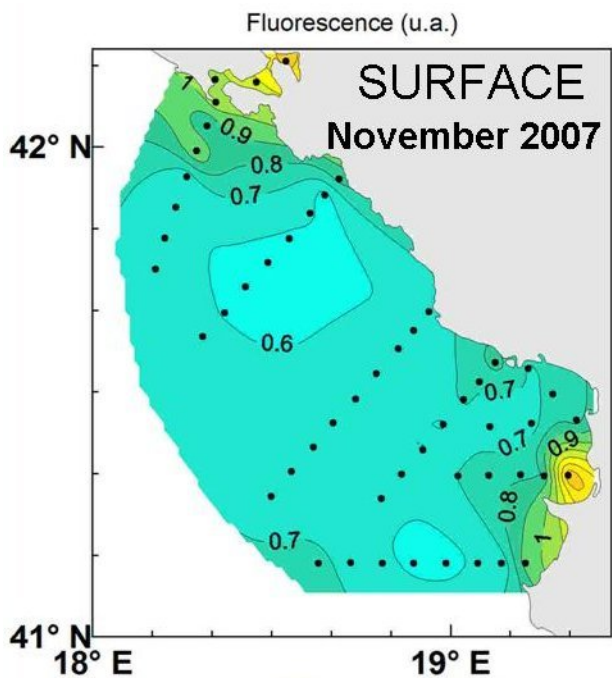 Fluorescence (u.a.)
SURFACE
November 2007
42° N
1
0.9
0.8
0.7
0.6
0.7
0.7
0.9
0.8
0.7
1
41° N
18° E
19° E